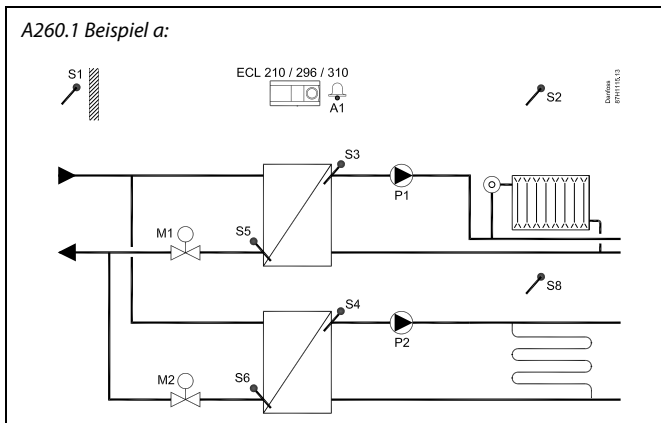 A260.1 Beispiel a:
S1
ECL 210 / 296 / 310
A1
S2
Danfoss
87H1115.13
S3
P1
M1
S5
S8
S4
P2
M2
S6